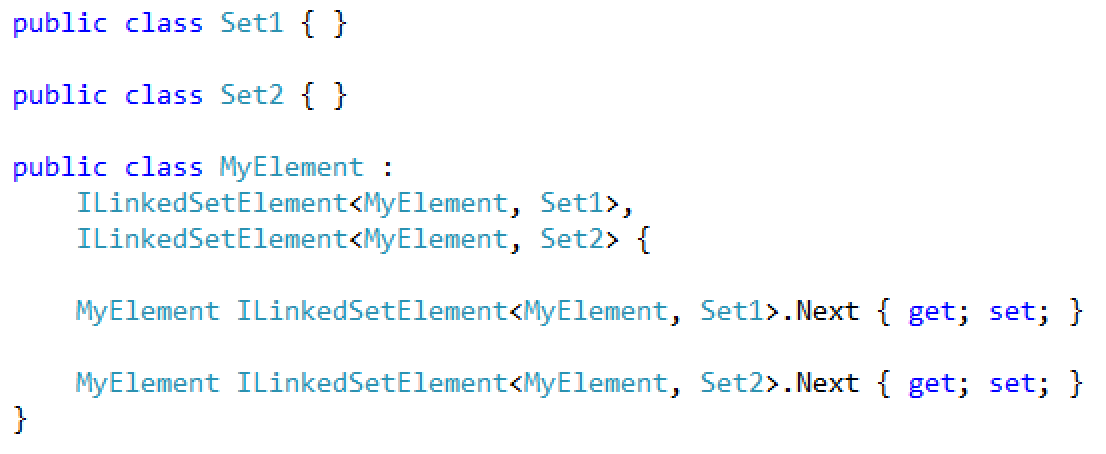 public class Set1 { }
public class Set2 { }
public class MyElement :
ILinkedSetElement<MyElement, Set1>,
ILinkedSetElement<MyElement, Set2> {
MyElement ILinkedSetElement<MyElement, Set1>.Next { get; set; }
MyElement ILinkedSetElement<MyElement, Set2>.Next { get; set; }
}